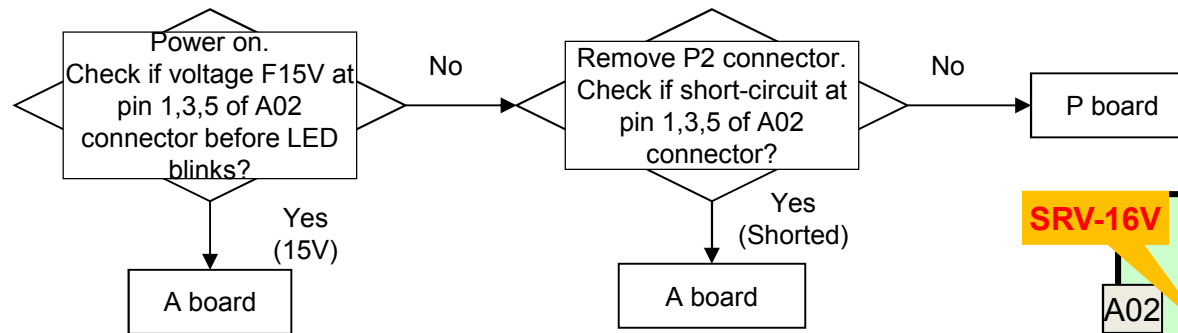 Power on.
Check if voltage F15V at
pin 1,3,5 of A02
connector before LED
blinks?
No
Remove P2 connector.
Check if short-circuit at
pin 1,3,5 of A02
connector?
No
P board
Yes
(15V)
A board
Yes
(Shorted)
A board
SRV-16V
A02